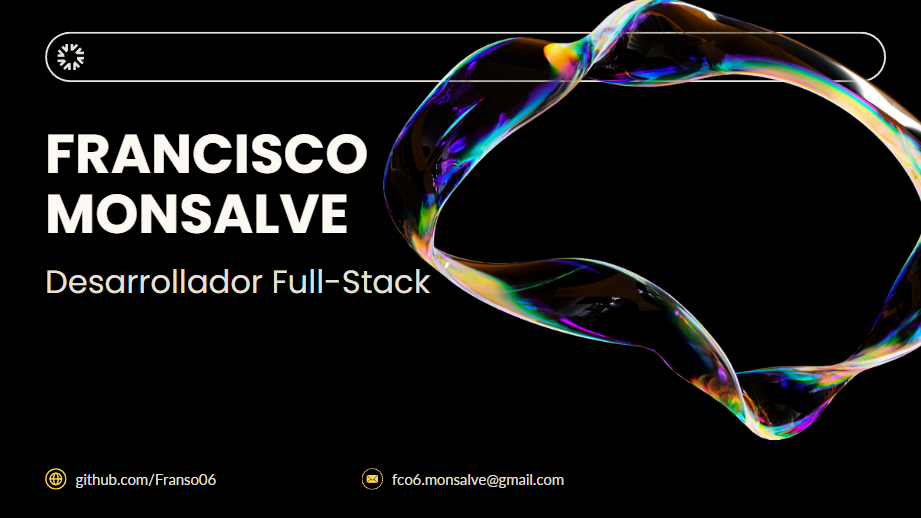 FRANCISCO
MONSALVE
Desarrollador Full-Stack
github.com/Franso06
fco6.monsalve@gmail.com